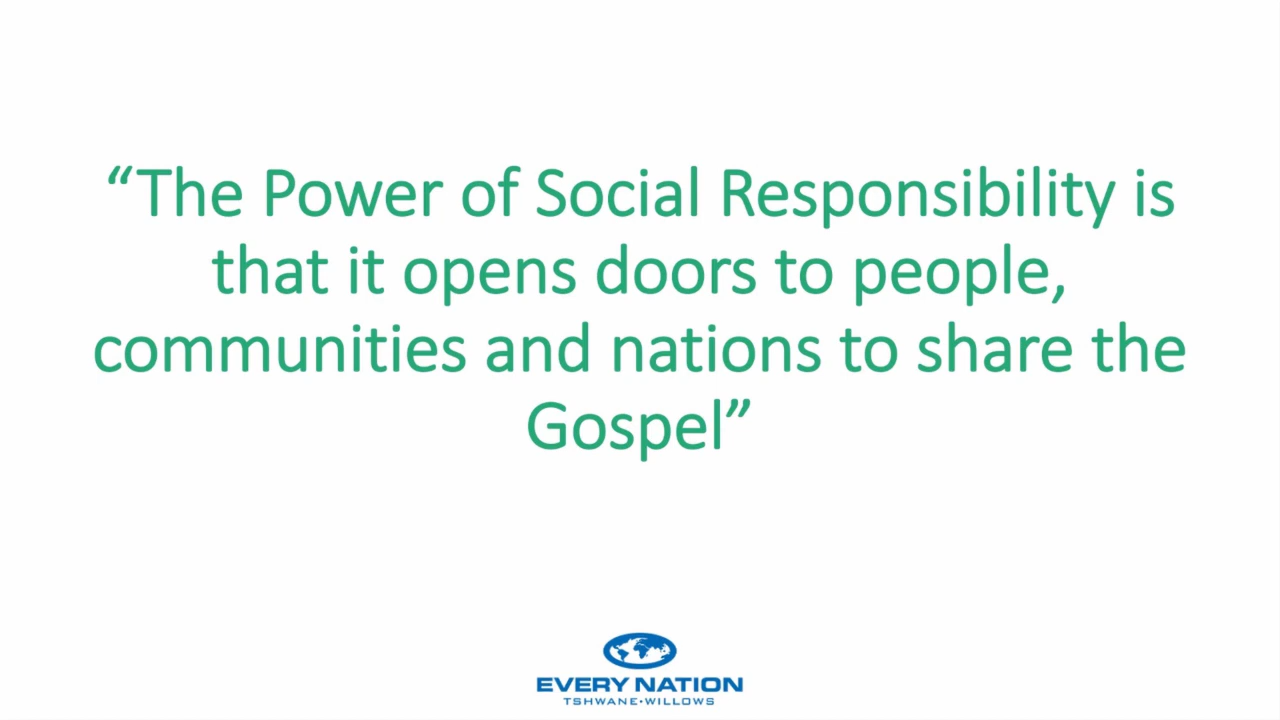 “The Power of Social Responsibility is
that it opens doors to people,
communities and nations to share the
Gospel”
EVERY NATION
TSHWANE•WILLOWS